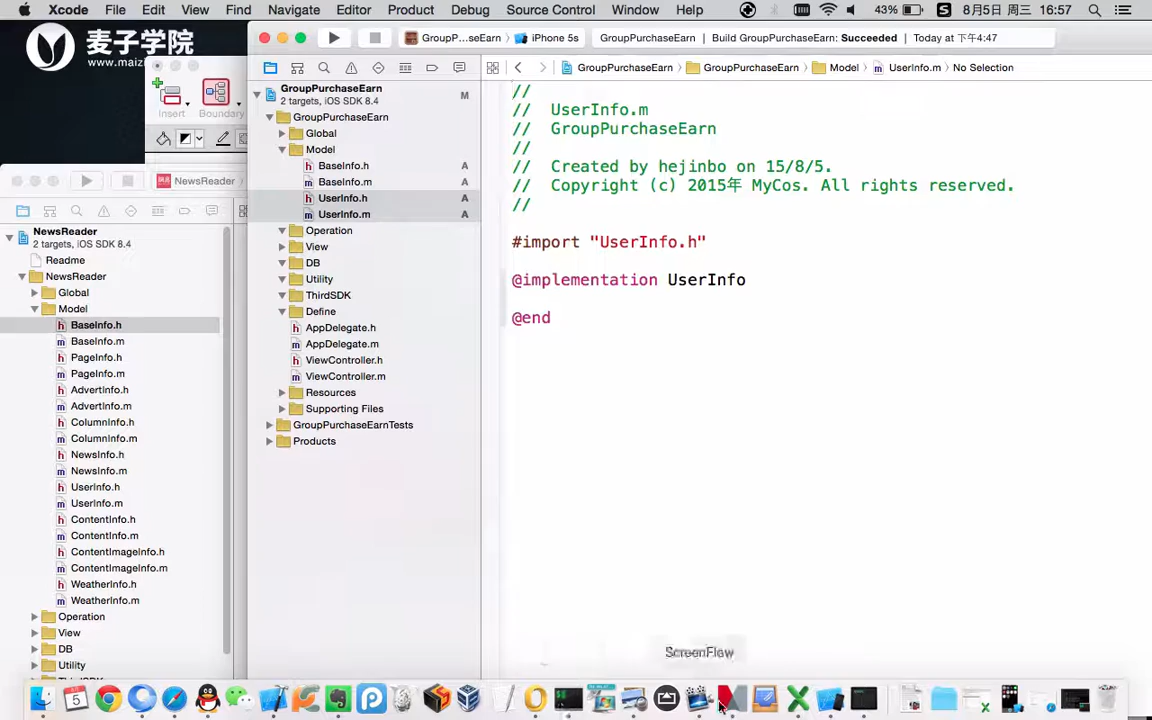 Xcode File Edit View Find Navigate Editor Product Debug Source Control Window Help 43% 8月5日 周三 16:57
麦子学院
www.maiz
Insert Boundary
GroupP...seEarn iPhone 5s GroupPurchaseEarn | Build GroupPurchaseEarn: Succeeded | Today at 下午4:47
GroupPurchaseEarn GroupPurchaseEarn Model UserInfo.m No Selection
GroupPurchaseEarn M
2 targets, iOS SDK 8.4
GroupPurchaseEarn
Global
Model
BaseInfo.h A
BaseInfo.m A
UserInfo.h A
UserInfo.m A
Operation
View
DB
Utility
ThirdSDK
Define
AppDelegate.h
AppDelegate.m
ViewController.h
ViewController.m
Resources
Supporting Files
GroupPurchaseEarnTests
Products
//
// UserInfo.m
// GroupPurchaseEarn
//
// Created by hejinbo on 15/8/5.
// Copyright (c) 2015年 MyCos. All rights reserved.
//
#import "UserInfo.h"
@implementation UserInfo
@end
NewsReader
NewsReader
2 targets, iOS SDK 8.4
Readme
NewsReader
Global
Model
BaseInfo.h
BaseInfo.m
PageInfo.h
PageInfo.m
AdvertInfo.h
AdvertInfo.m
ColumnInfo.h
ColumnInfo.m
NewsInfo.h
NewsInfo.m
UserInfo.h
UserInfo.m
ContentInfo.h
ContentInfo.m
ContentImageInfo.h
ContentImageInfo.m
WeatherInfo.h
WeatherInfo.m
Operation
View
DB
Utility
ScreenFlow